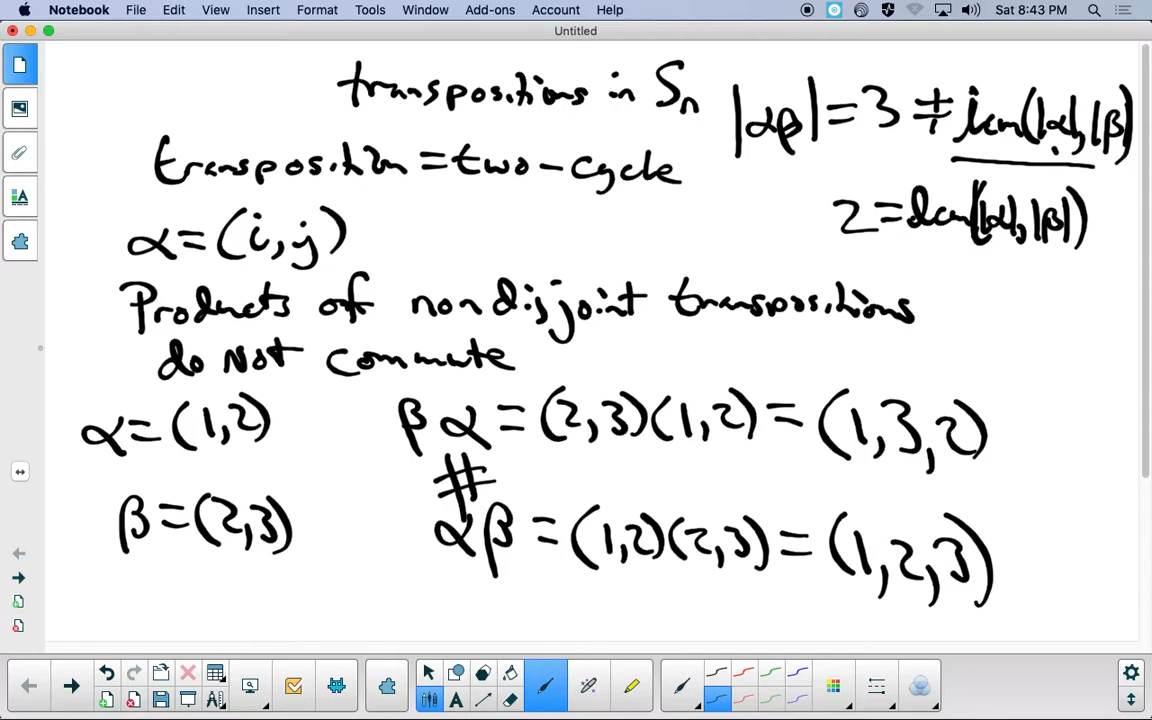 Notebook File Edit View Insert Format Tools Window Add-ons Account Help Sat 8:43 PM
Untitled
transpositions in Sn
|αβ| = 3 ≠ lcm(|α|, |β|)
transposition = two-cycle
2 = lcm(|α|, |β|)
α = (i, j)
Products of nondisjoint transpositions
do Not commute
α = (1,2)
βα = (2,3)(1,2) = (1,3,2)
≠
β = (2,3)
αβ = (1,2)(2,3) = (1,2,3)